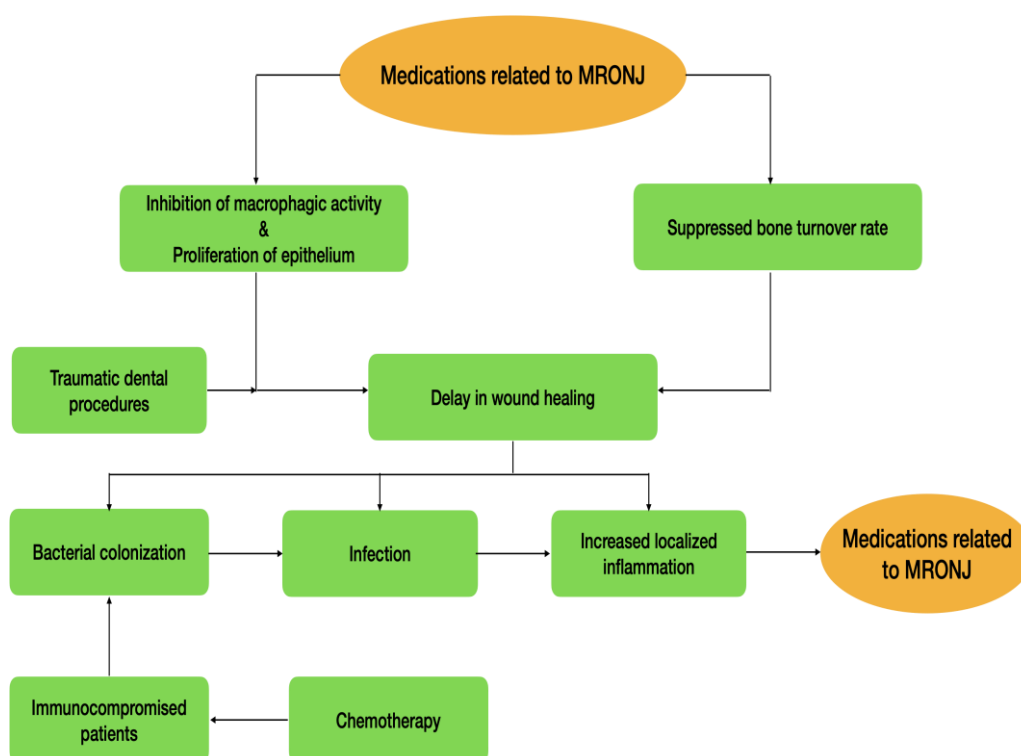 Medications related to MRONJ
Inhibition of macrophagic activity
&
Proliferation of epithelium
Suppressed bone turnover rate
Traumatic dental
procedures
Delay in wound healing
Bacterial colonization
Infection
Increased localized
inflammation
Medications related
to MRONJ
Immunocompromised
patients
Chemotherapy